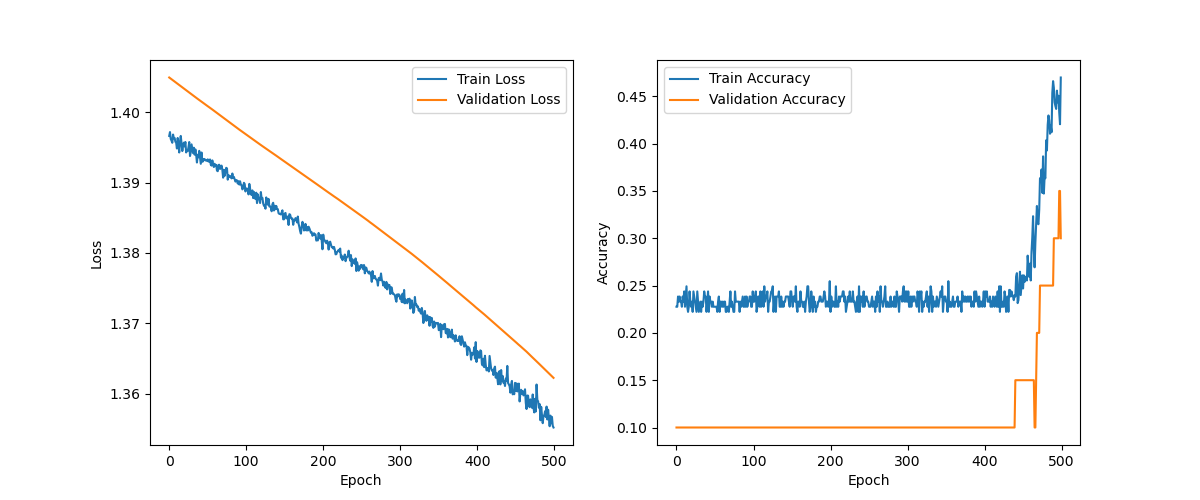 Train Loss
Validation Loss
1.40
1.39
1.38
1.37
1.36
Loss
0 100 200 300 400 500
Epoch
Train Accuracy
Validation Accuracy
0.45
0.40
0.35
0.30
0.25
0.20
0.15
0.10
Accuracy
0 100 200 300 400 500
Epoch